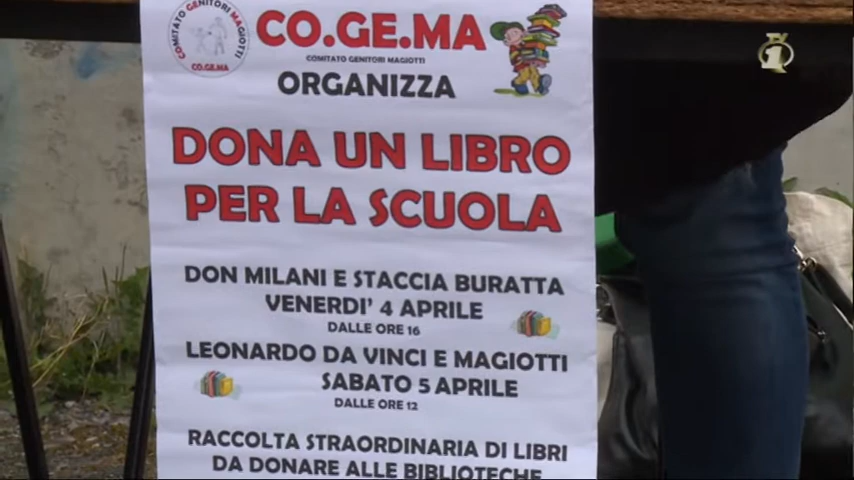 COMITATO GENITORI MAGIOTTI
CO.GE.MA
CO.GE.MA
COMITATO GENITORI MAGIOTTI
ORGANIZZA
DONA UN LIBRO
PER LA SCUOLA
DON MILANI E STACCIA BURATTA
VENERDI' 4 APRILE
DALLE ORE 16
LEONARDO DA VINCI E MAGIOTTI
SABATO 5 APRILE
DALLE ORE 12
RACCOLTA STRAORDINARIA DI LIBRI
DA DONARE ALLE BIBLIOTECHE
1